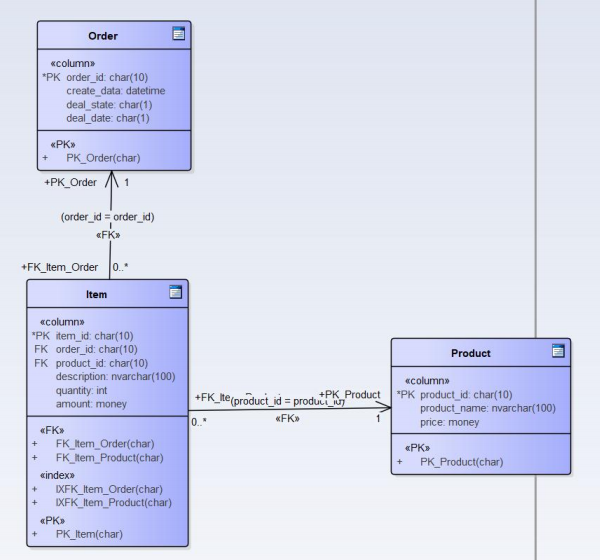 Order
«column»
*PK order_id: char(10)
create_data: datetime
deal_state: char(1)
deal_date: char(1)
«PK»
+ PK_Order(char)
+PK_Order 1
(order_id = order_id)
«FK»
+FK_Item_Order 0..*
Item
«column»
*PK item_id: char(10)
FK order_id: char(10)
FK product_id: char(10)
description: nvarchar(100)
quantity: int
amount: money
«FK»
+ FK_Item_Order(char)
+ FK_Item_Product(char)
«index»
+ IXFK_Item_Order(char)
+ IXFK_Item_Product(char)
«PK»
+ PK_Item(char)
+PK_Product
(product_id = product_id)
0..* «FK» 1
Product
«column»
*PK product_id: char(10)
product_name: nvarchar(100)
price: money
«PK»
+ PK_Product(char)